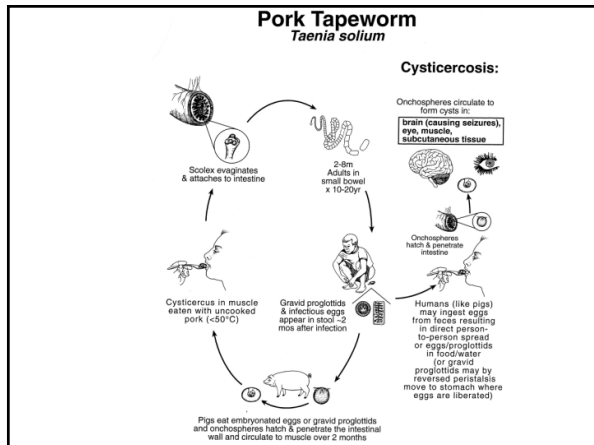 Pork Tapeworm
Taenia solium
Cysticercosis:
Onchospheres circulate to
form cysts in:
brain (causing seizures),
eye, muscle,
subcutaneous tissue
Scolex evaginates
& attaches to intestine
2-8m
Adults in
small bowel
x 10-20yr
Onchospheres
hatch & penetrate
intestine
Cysticercus in muscle
eaten with uncooked
pork (<50°C)
Gravid proglottids
& infectious eggs
appear in stool ~2
mos after infection
Humans (like pigs)
may ingest eggs
from feces resulting
in direct person-
to-person spread
or eggs/proglottids
in food/water
(or gravid
proglottids may by
reversed peristalsis
move to stomach where
eggs are liberated)
Pigs eat embryonated eggs or gravid proglottids
and onchospheres hatch & penetrate the intestinal
wall and circulate to muscle over 2 months